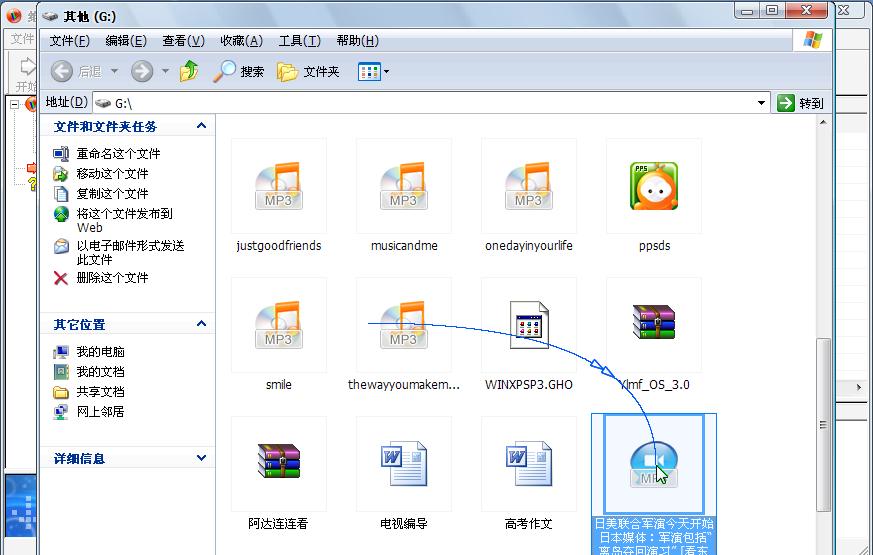 其他 (G:)
文件(F) 编辑(E) 查看(V) 收藏(A) 工具(T) 帮助(H)
文件
后退 搜索 文件夹
开始
地址(D) G:\ 转到
文件和文件夹任务
重命名这个文件
移动这个文件
复制这个文件
将这个文件发布到
Web
以电子邮件形式发送
此文件
删除这个文件
其它位置
我的电脑
我的文档
共享文档
网上邻居
详细信息
MP3 MP3 MP3 PPS
justgoodfriends musicandme onedayinyourlife ppsds
MP3 MP3
smile thewayyoumakem... WINXPSP3.GHO Ylmf_OS_3.0
阿达连连看 电视编导 高考作文
日美联合军演今天开始
日本媒体：军演包括"
离岛夺回演习" [看东